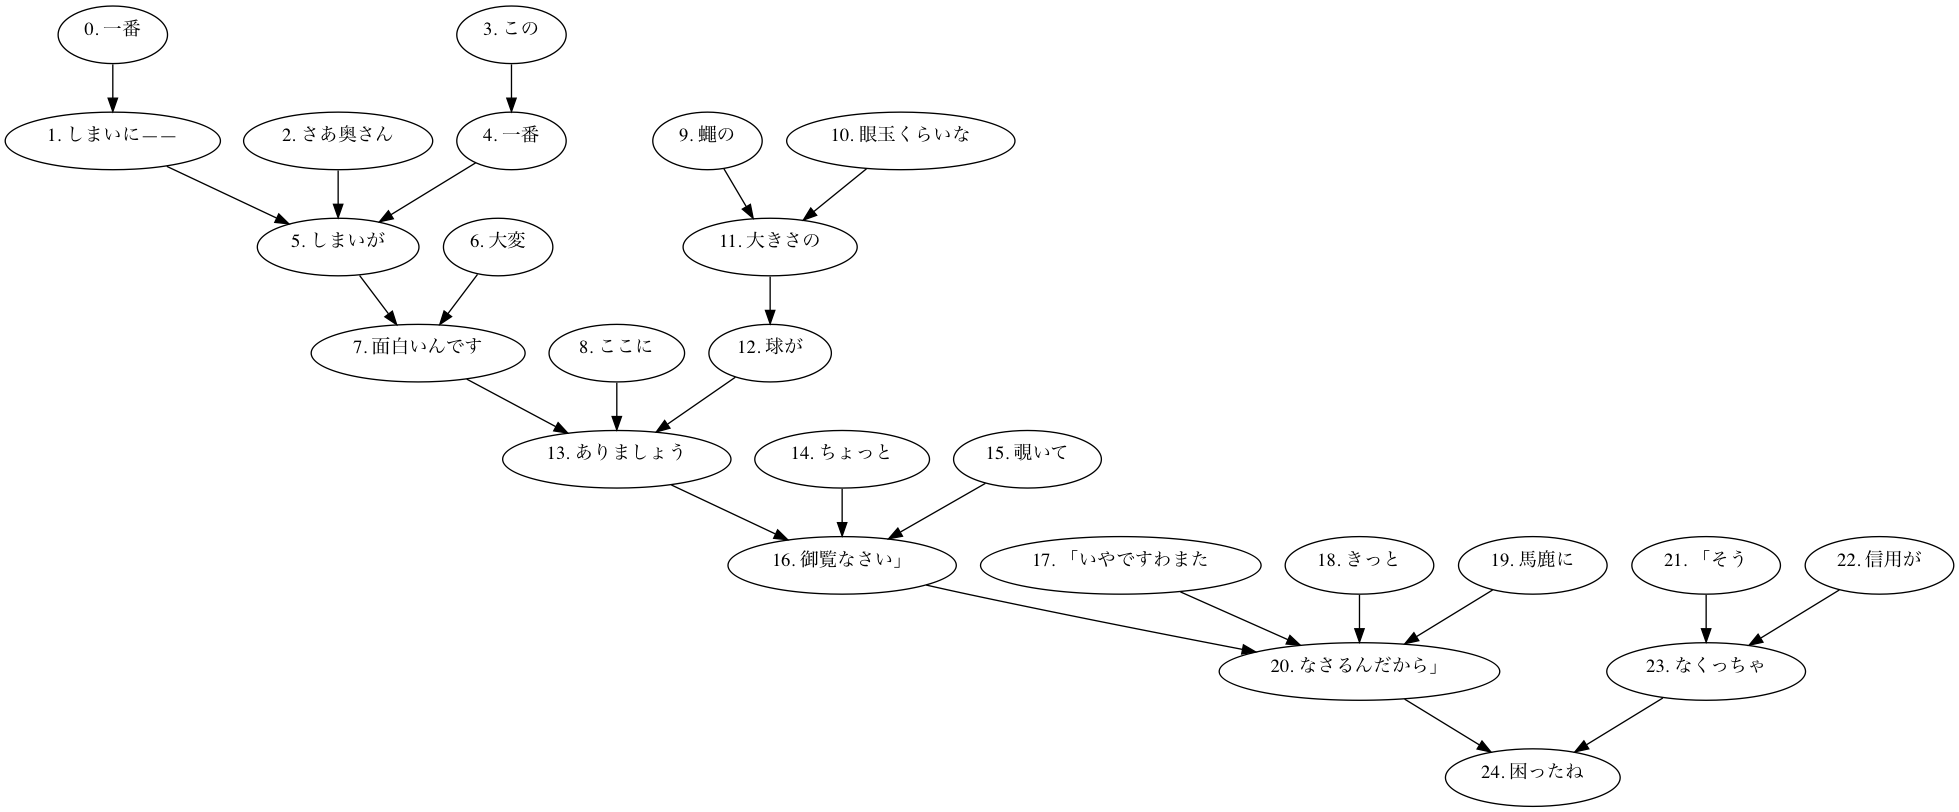 0. 一番
3. この
1. しまいに――
2. さあ奥さん
4. 一番
9. 蠅の
10. 眼玉くらいな
5. しまいが
6. 大変
11. 大きさの
7. 面白いんです
8. ここに
12. 球が
13. ありましょう
14. ちょっと
15. 覗いて
16. 御覧なさい」
17. 「いやですわまた
18. きっと
19. 馬鹿に
21. 「そう
22. 信用が
20. なさるんだから」
23. なくっちゃ
24. 困ったね